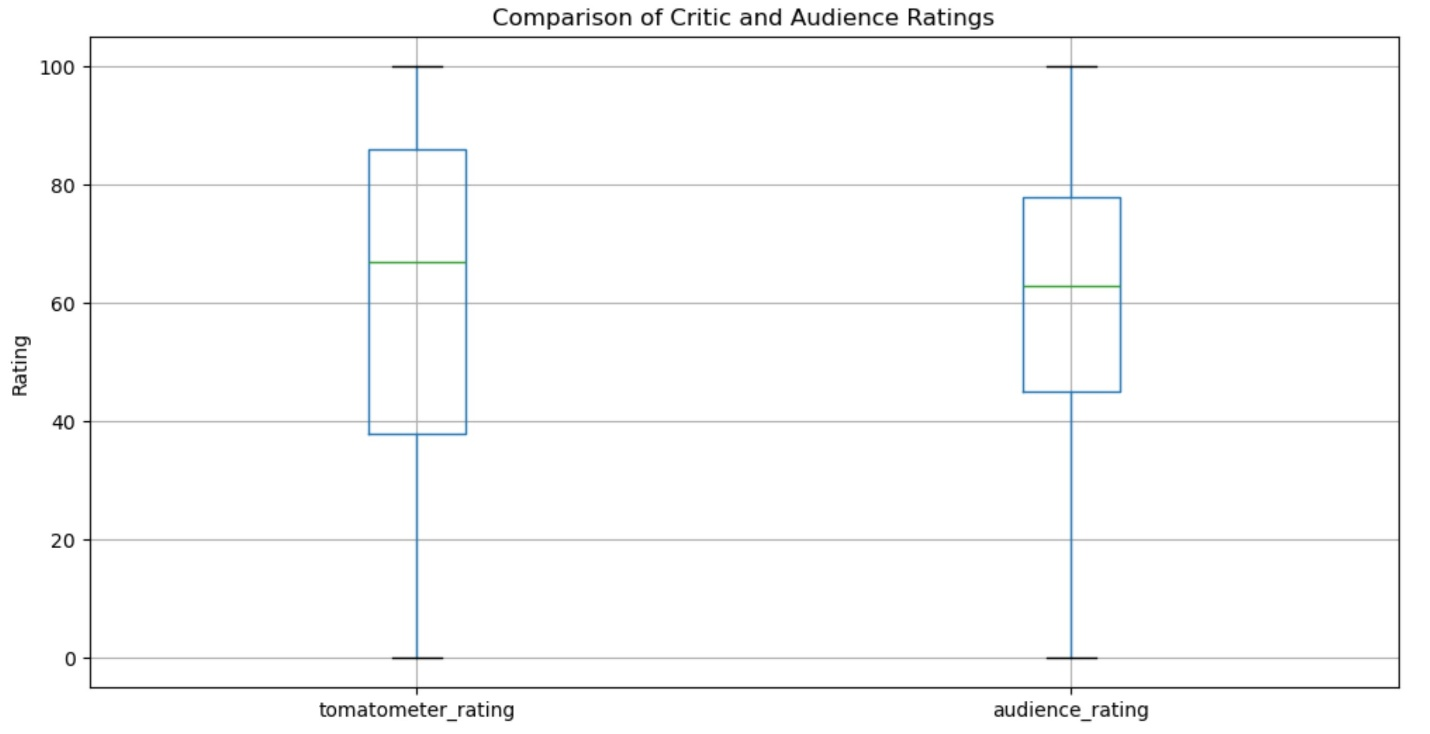 Comparison of Critic and Audience Ratings
100
80
60
40
20
0
Rating
tomatometer_rating
audience_rating